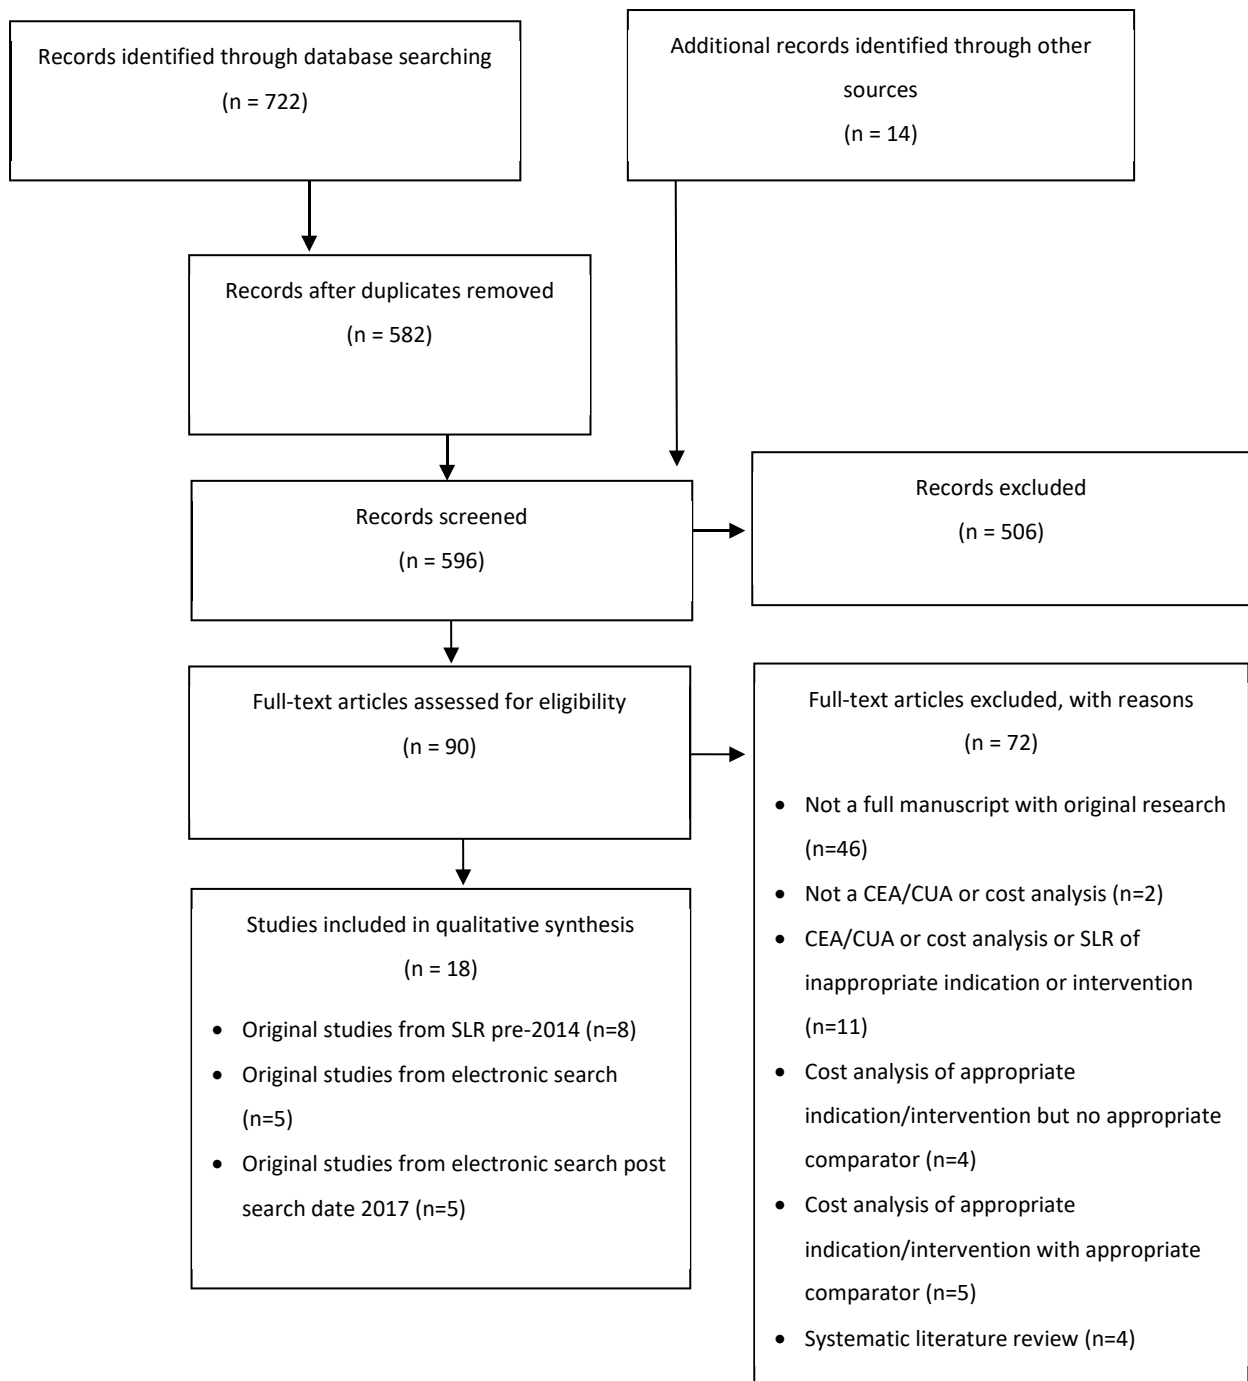 Records identified through database searching
(n = 722)
Additional records identified through other
sources
(n = 14)
Records after duplicates removed
(n = 582)
Records screened
(n = 596)
Records excluded
(n = 506)
Full-text articles assessed for eligibility
(n = 90)
Full-text articles excluded, with reasons
(n = 72)
• Not a full manuscript with original research
(n=46)
• Not a CEA/CUA or cost analysis (n=2)
• CEA/CUA or cost analysis or SLR of
inappropriate indication or intervention
(n=11)
• Cost analysis of appropriate
indication/intervention but no appropriate
comparator (n=4)
• Cost analysis of appropriate
indication/intervention with appropriate
comparator (n=5)
• Systematic literature review (n=4)
Studies included in qualitative synthesis
(n = 18)
• Original studies from SLR pre-2014 (n=8)
• Original studies from electronic search
(n=5)
• Original studies from electronic search post
search date 2017 (n=5)